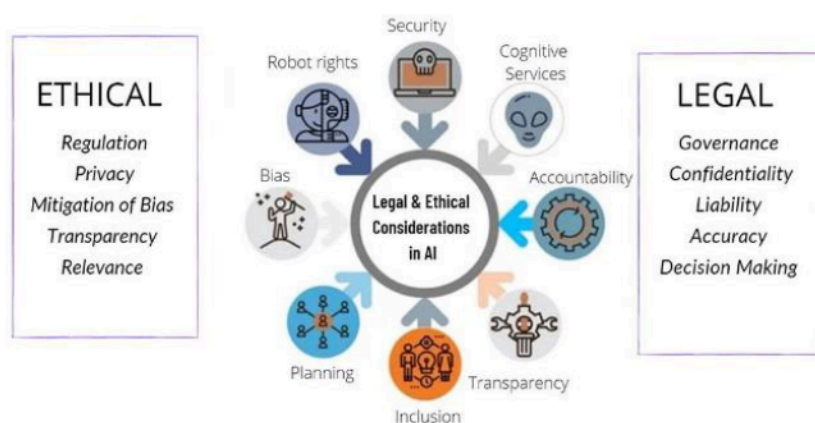 ETHICAL
Regulation
Privacy
Mitigation of Bias
Transparency
Relevance
Security
Robot rights
Cognitive
Services
Bias
Legal & Ethical
Considerations
in AI
Accountability
Planning
Inclusion
Transparency
LEGAL
Governance
Confidentiality
Liability
Accuracy
Decision Making